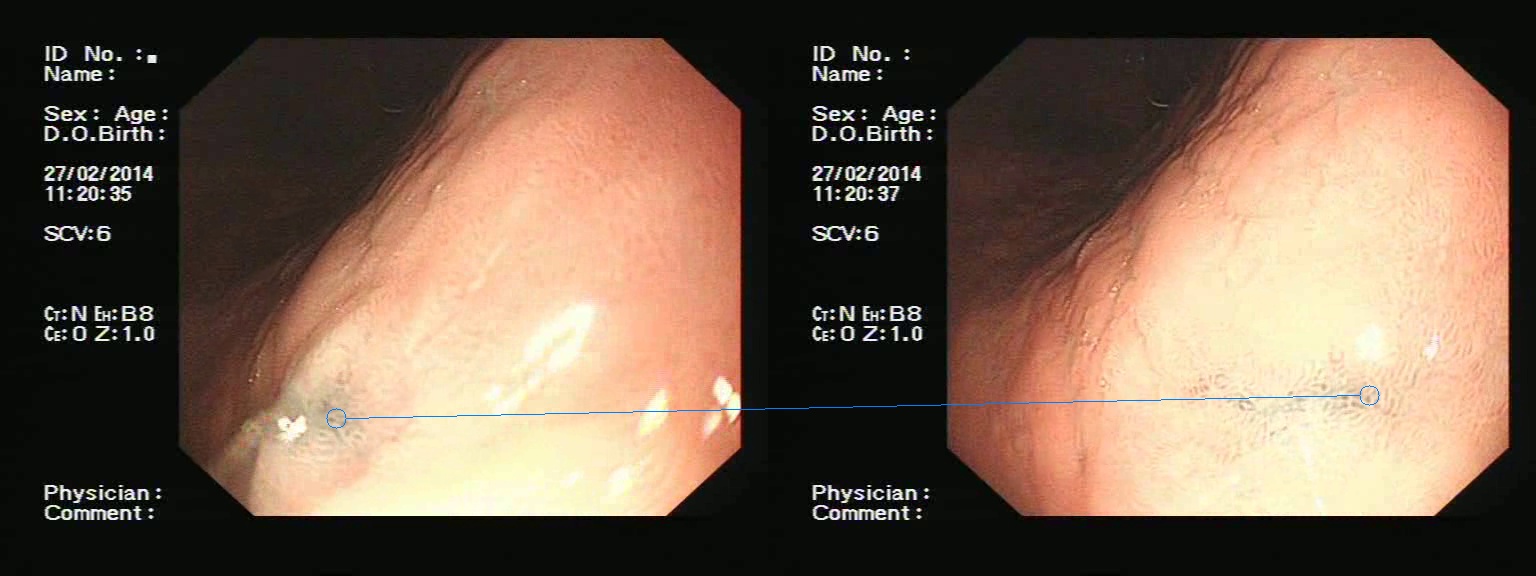 ID No. :
Name:
Sex: Age:
D.O.Birth:
27/02/2014
11:20:35
SCV:6
CT:N EH:B8
CE:0 Z:1.0
Physician:
Comment:
ID No. :
Name:
Sex: Age:
D.O.Birth:
27/02/2014
11:20:37
SCV:6
CT:N EH:B8
CE:0 Z:1.0
Physician:
Comment: